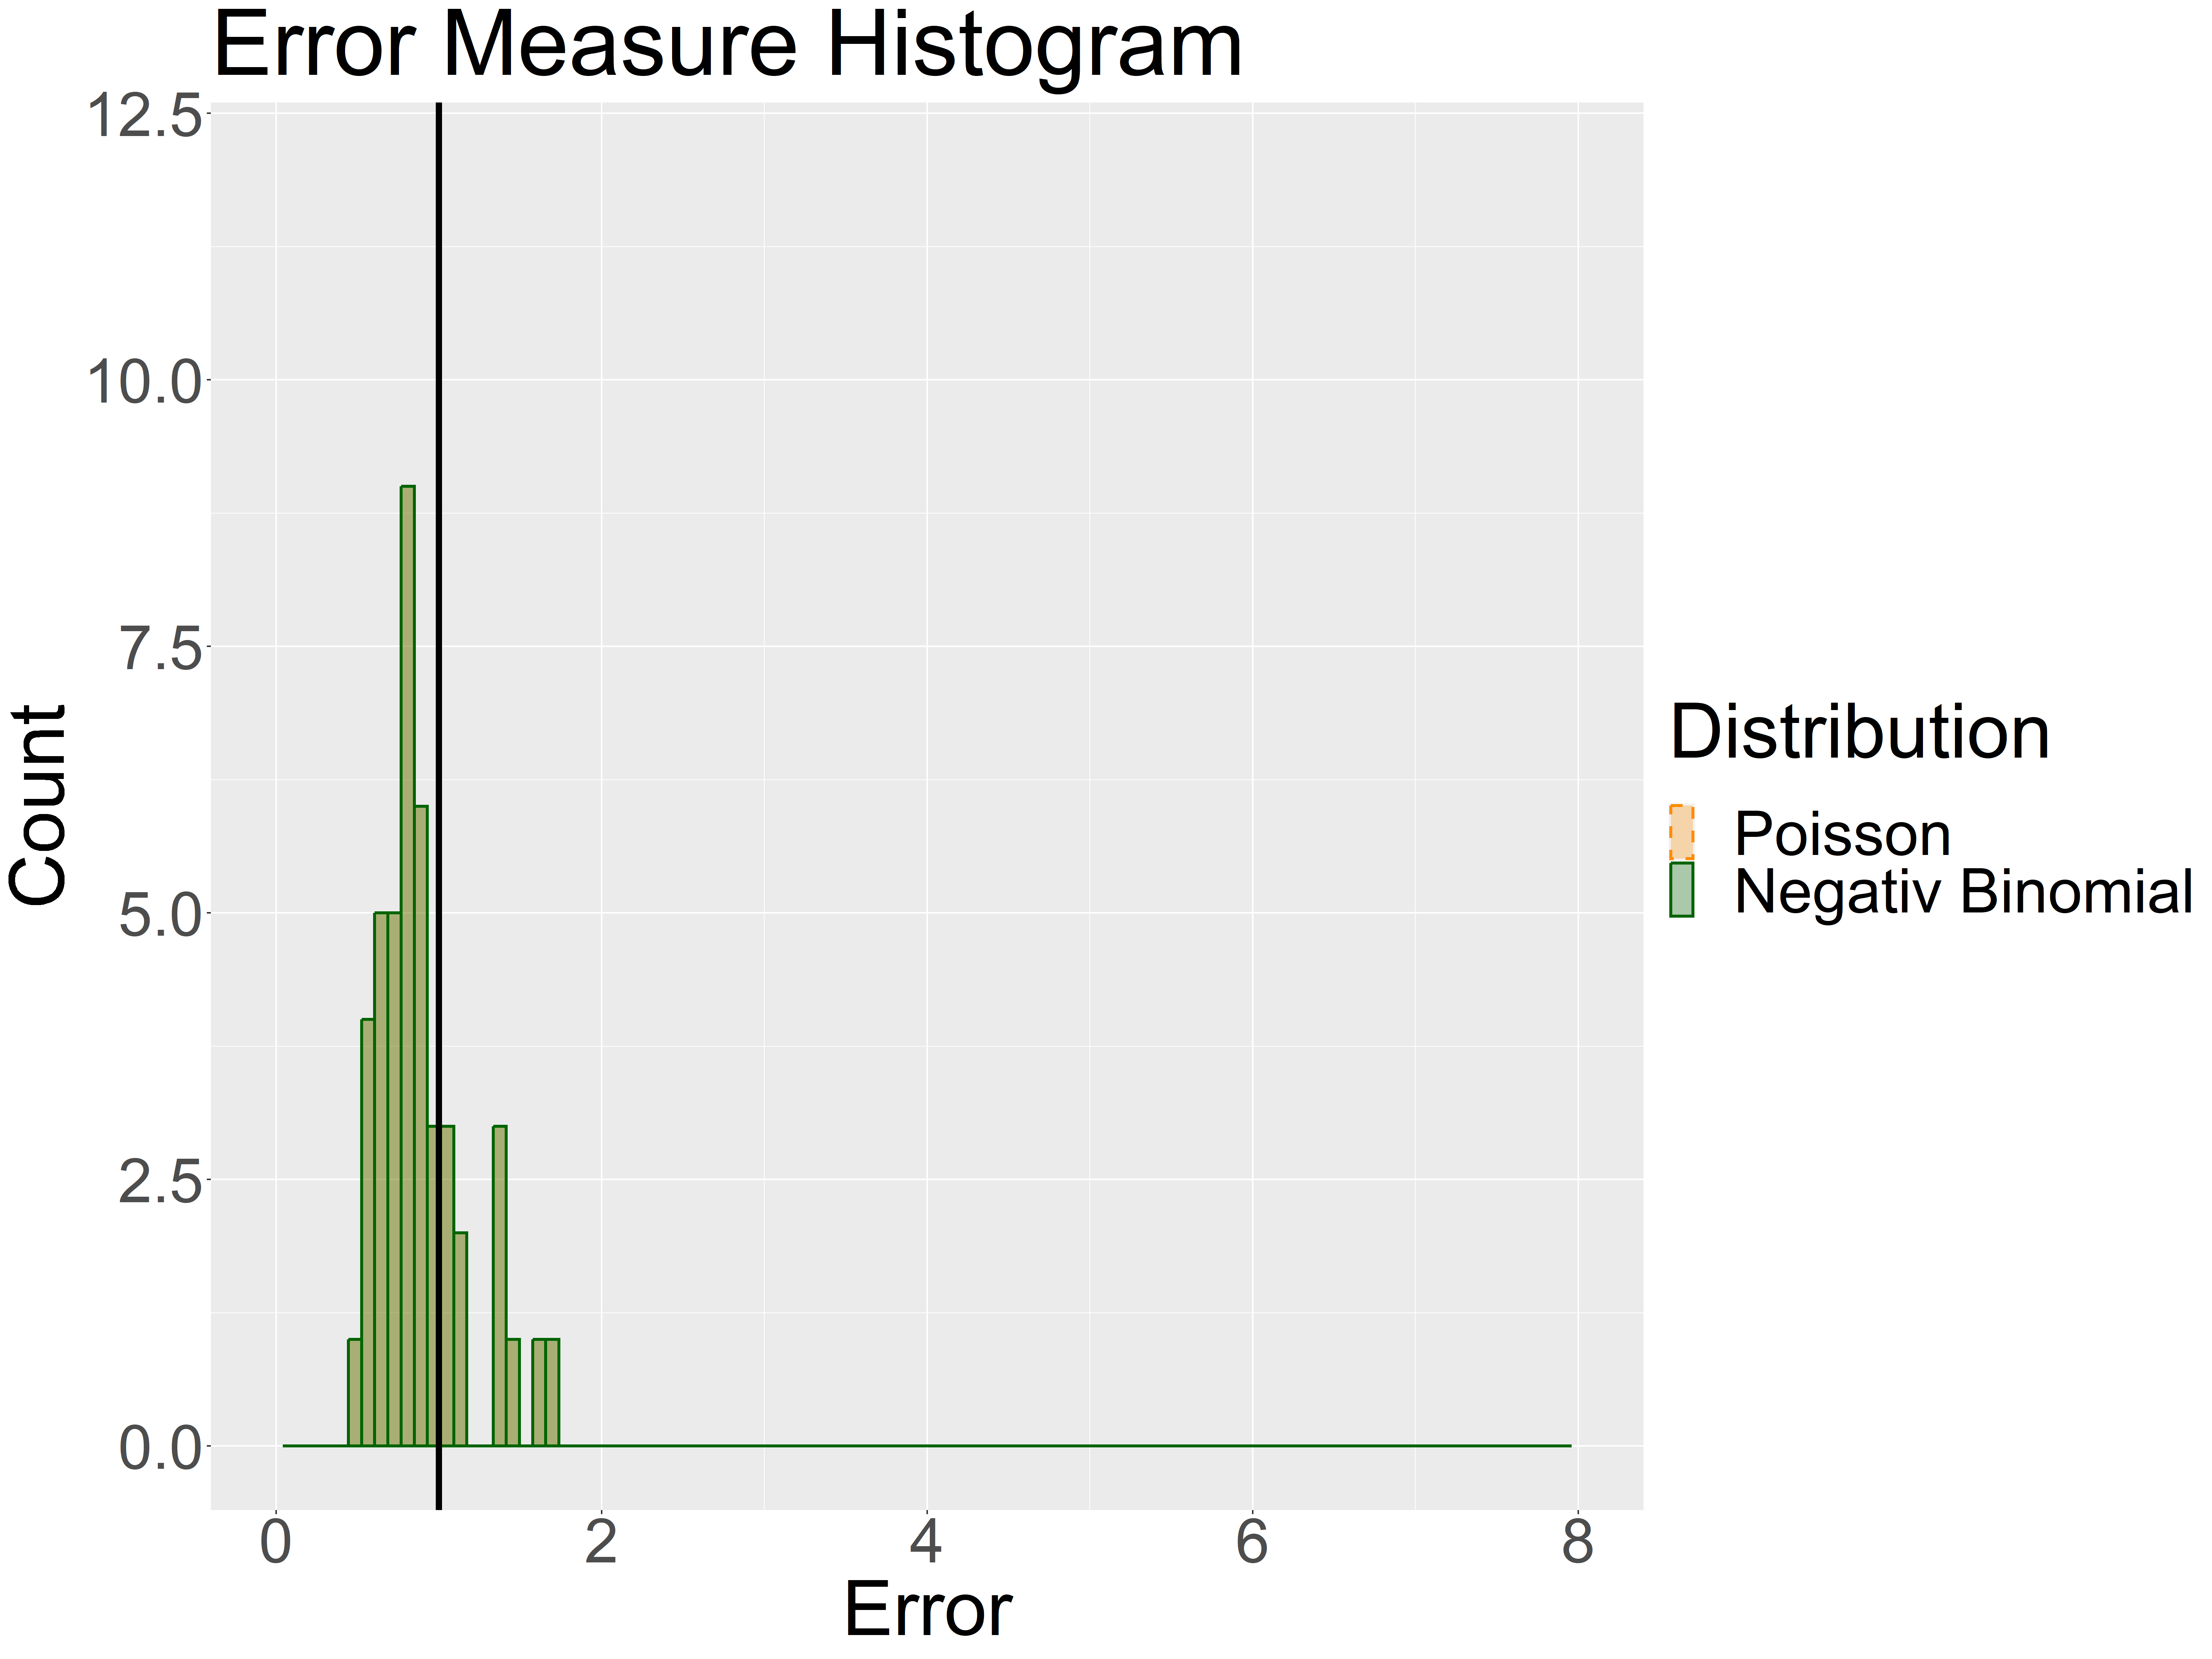 Error Measure Histogram
12.5
10.0
7.5
5.0
2.5
0.0
Count
0 2 4 6 8
Error
Distribution
Poisson
Negativ Binomial